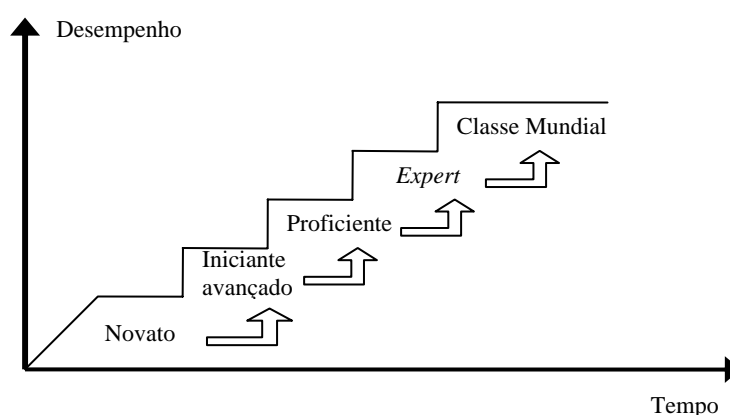 Desempenho
Classe Mundial
Expert
Proficiente
Iniciante
avançado
Novato
Tempo